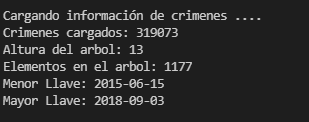 Cargando información de crimenes ....
Crimenes cargados: 319073
Altura del arbol: 13
Elementos en el arbol: 1177
Menor Llave: 2015-06-15
Mayor Llave: 2018-09-03